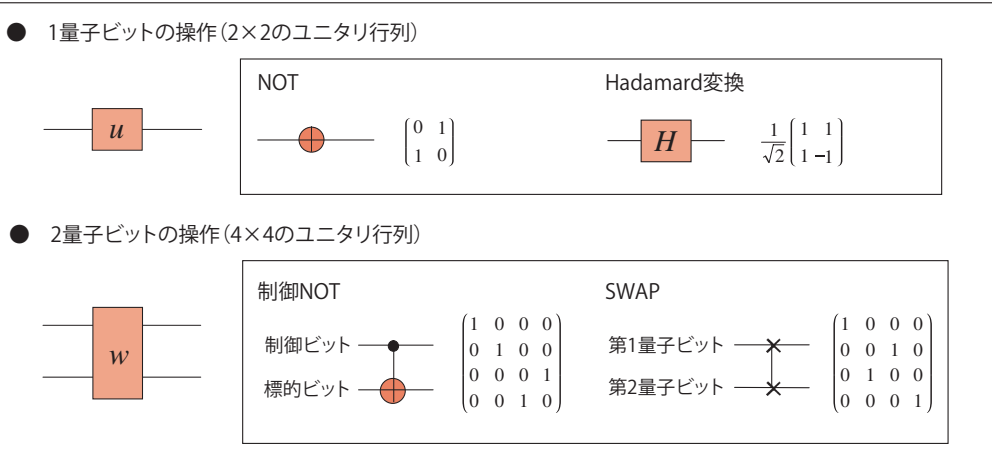 ● 1量子ビットの操作（2×2のユニタリ行列）
NOT
Hadamard変換
u
0 1
1 0
H
1
√2
1 1
1 −1
● 2量子ビットの操作（4×4のユニタリ行列）
制御NOT
SWAP
w
制御ビット
標的ビット
1 0 0 0
0 1 0 0
0 0 0 1
0 0 1 0
第1量子ビット
第2量子ビット
1 0 0 0
0 0 1 0
0 1 0 0
0 0 0 1